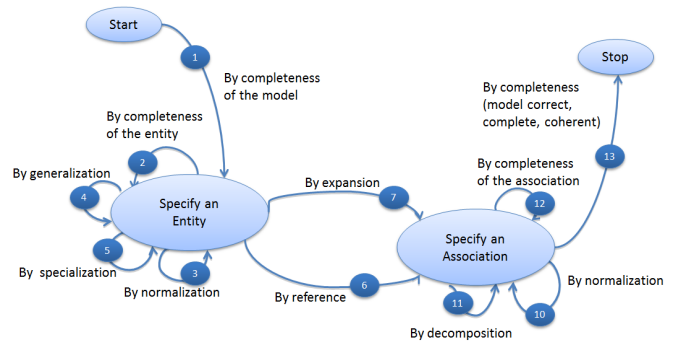 Start
1
By completeness
of the model
Stop
By completeness
(model correct,
complete, coherent)
13
By completeness
of the entity
2
By generalization
4
Specify an
Entity
5
By  specialization
3
By normalization
By expansion
7
By reference
6
By completeness
of the association
12
Specify an
Association
By normalization
10
11
By decomposition